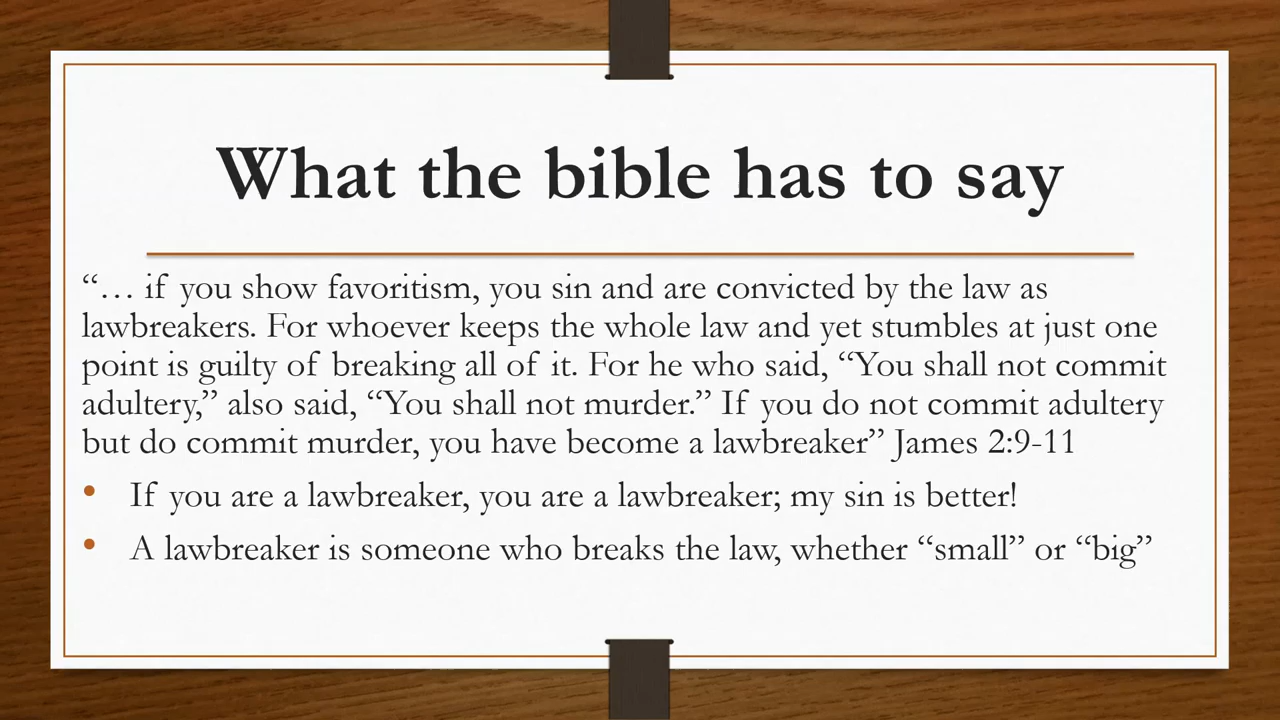 What the bible has to say
“… if you show favoritism, you sin and are convicted by the law as
lawbreakers. For whoever keeps the whole law and yet stumbles at just one
point is guilty of breaking all of it. For he who said, “You shall not commit
adultery,” also said, “You shall not murder.” If you do not commit adultery
but do commit murder, you have become a lawbreaker” James 2:9-11
• If you are a lawbreaker, you are a lawbreaker; my sin is better!
• A lawbreaker is someone who breaks the law, whether “small” or “big”